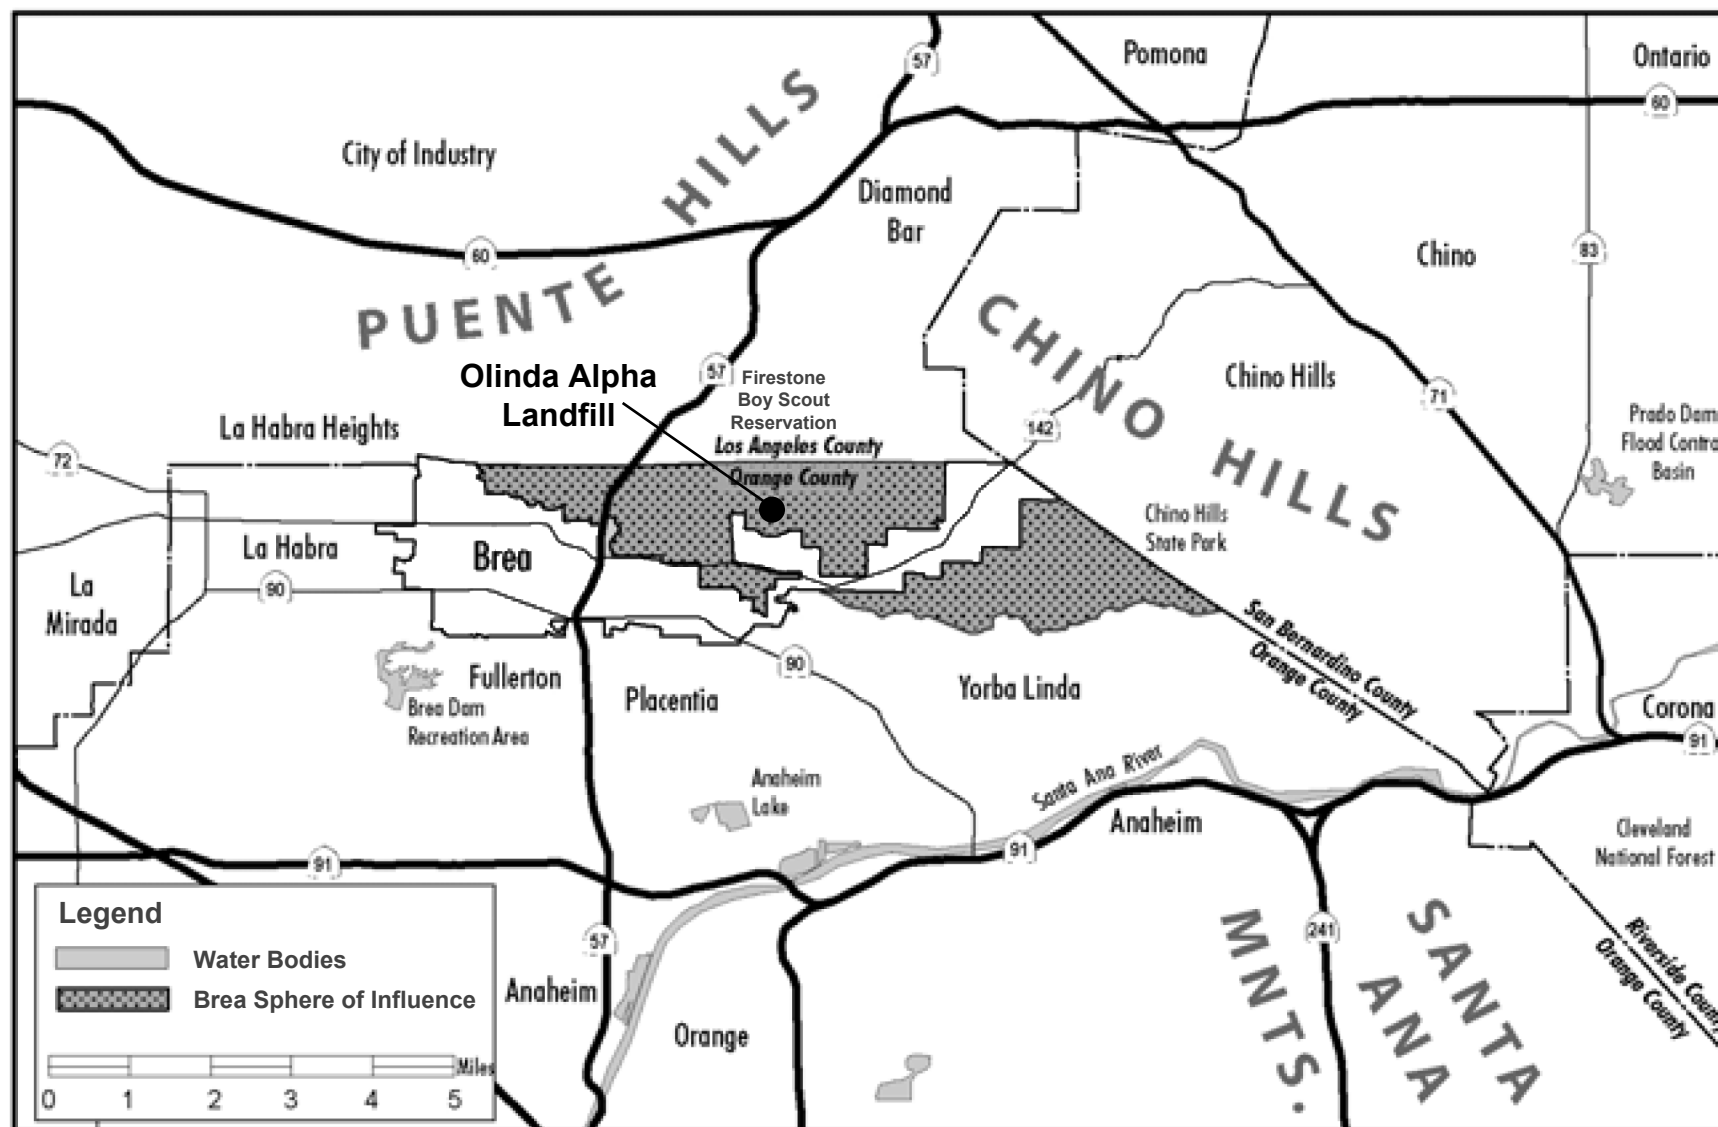 57
Pomona
Ontario
60
City of Industry
PUENTE HILLS
Diamond
Bar
60
Chino
83
CHINO HILLS
57
Olinda Alpha
Landfill
Firestone
Boy Scout
Reservation
Chino Hills
71
La Habra Heights
Los Angeles County
Orange County
142
72
Prado Dam
Flood Contro
Basin
Chino Hills
State Park
La Habra
Brea
90
La
Mirada
San Bernardino County
Orange County
90
Fullerton
Placentia
Yorba Linda
Brea Dam
Recreation Area
Corona
91
Santa Ana River
Anaheim
Lake
Anaheim
91
91
Cleveland
National Forest
Legend
Water Bodies
Brea Sphere of Influence
Miles
0 1 2 3 4 5
57
Anaheim
Orange
241
SANTA
ANA
MNTS.
Riverside County
Orange County